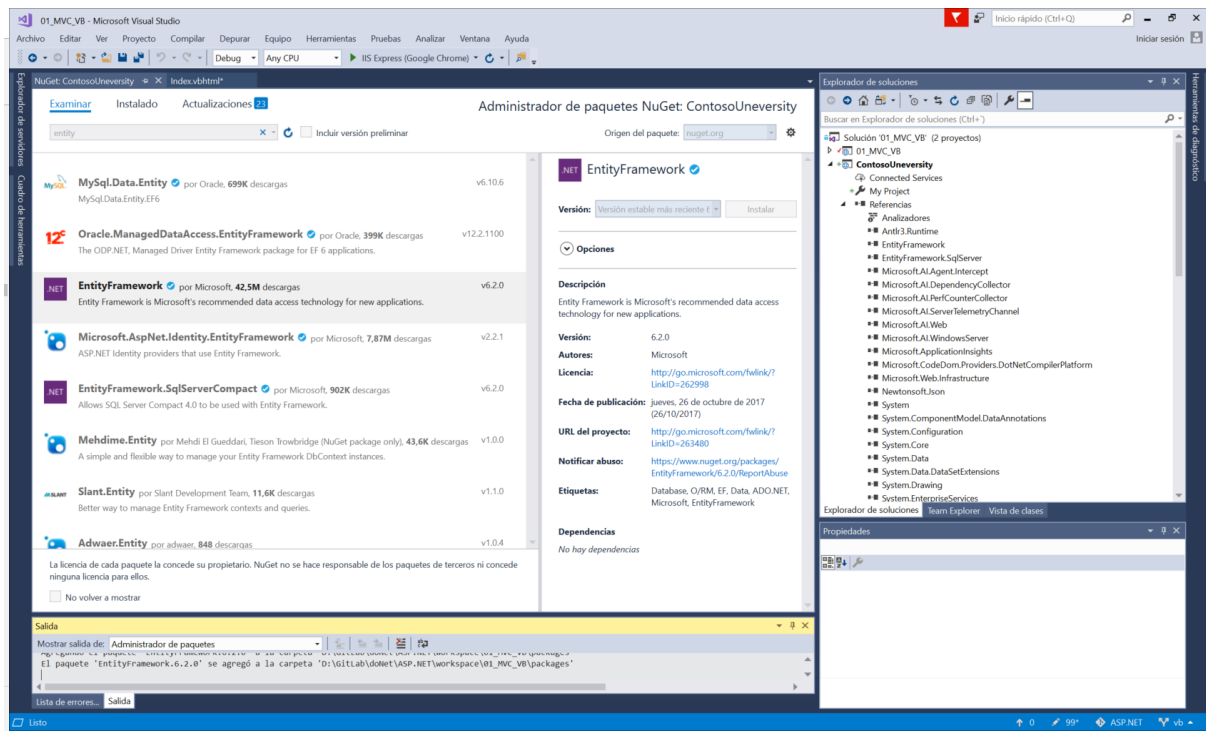 01_MVC_VB - Microsoft Visual Studio
Inicio rápido (Ctrl+Q)
Archivo Editar Ver Proyecto Compilar Depurar Equipo Herramientas Pruebas Analizar Ventana Ayuda
Iniciar sesión
Debug Any CPU IIS Express (Google Chrome)
Explorador de servidores
Cuadro de herramientas
NuGet: ContosoUneversity Index.vbhtml*
Examinar Instalado Actualizaciones 23
Administrador de paquetes NuGet: ContosoUneversity
entity
Incluir versión preliminar
Origen del paquete: nuget.org
MySQL
MySql.Data.Entity por Oracle, 699K descargas v6.10.6
MySql.Data.Entity.EF6
12c
Oracle.ManagedDataAccess.EntityFramework por Oracle, 399K descargas v12.2.1100
The ODP.NET, Managed Driver Entity Framework package for EF 6 applications.
.NET
EntityFramework por Microsoft, 42,5M descargas v6.2.0
Entity Framework is Microsoft's recommended data access technology for new applications.
Microsoft.AspNet.Identity.EntityFramework por Microsoft, 7,87M descargas v2.2.1
ASP.NET Identity providers that use Entity Framework.
.NET
EntityFramework.SqlServerCompact por Microsoft, 902K descargas v6.2.0
Allows SQL Server Compact 4.0 to be used with Entity Framework.
Mehdime.Entity por Mehdi El Gueddari, Tieson Trowbridge (NuGet package only), 43,6K descargas v1.0.0
A simple and flexible way to manage your Entity Framework DbContext instances.
SLANT
Slant.Entity por Slant Development Team, 11,6K descargas v1.1.0
Better way to manage Entity Framework contexts and queries.
Adwaer.Entity por adwaer, 848 descargas v1.0.4
La licencia de cada paquete la concede su propietario. NuGet no se hace responsable de los paquetes de terceros ni concede
ninguna licencia para ellos.
No volver a mostrar
.NET EntityFramework
Versión: Versión estable más reciente 6 Instalar
Opciones
Descripción
Entity Framework is Microsoft's recommended data access
technology for new applications.
Versión: 6.2.0
Autores: Microsoft
Licencia: http://go.microsoft.com/fwlink/?
LinkID=262998
Fecha de publicación: jueves, 26 de octubre de 2017
(26/10/2017)
URL del proyecto: http://go.microsoft.com/fwlink/?
LinkID=263480
Notificar abuso: https://www.nuget.org/packages/
EntityFramework/6.2.0/ReportAbuse
Etiquetas: Database, O/RM, EF, Data, ADO.NET,
Microsoft, EntityFramework
Dependencias
No hay dependencias
Explorador de soluciones
Buscar en Explorador de soluciones (Ctrl+`)
Solución '01_MVC_VB' (2 proyectos)
01_MVC_VB
ContosoUneversity
Connected Services
My Project
Referencias
Analizadores
Antlr3.Runtime
EntityFramework
EntityFramework.SqlServer
Microsoft.AI.Agent.Intercept
Microsoft.AI.DependencyCollector
Microsoft.AI.PerfCounterCollector
Microsoft.AI.ServerTelemetryChannel
Microsoft.AI.Web
Microsoft.AI.WindowsServer
Microsoft.ApplicationInsights
Microsoft.CodeDom.Providers.DotNetCompilerPlatform
Microsoft.Web.Infrastructure
Newtonsoft.Json
System
System.ComponentModel.DataAnnotations
System.Configuration
System.Core
System.Data
System.Data.DataSetExtensions
System.Drawing
System.EnterpriseServices
Explorador de soluciones Team Explorer Vista de clases
Propiedades
Herramientas de diagnóstico
Salida
Mostrar salida de: Administrador de paquetes
El paquete 'EntityFramework.6.2.0' se agregó a la carpeta 'D:\GitLab\doNet\ASP.NET\workspace\01_MVC_VB\packages'
Lista de errores... Salida
Listo
0 99+ ASP.NET vb